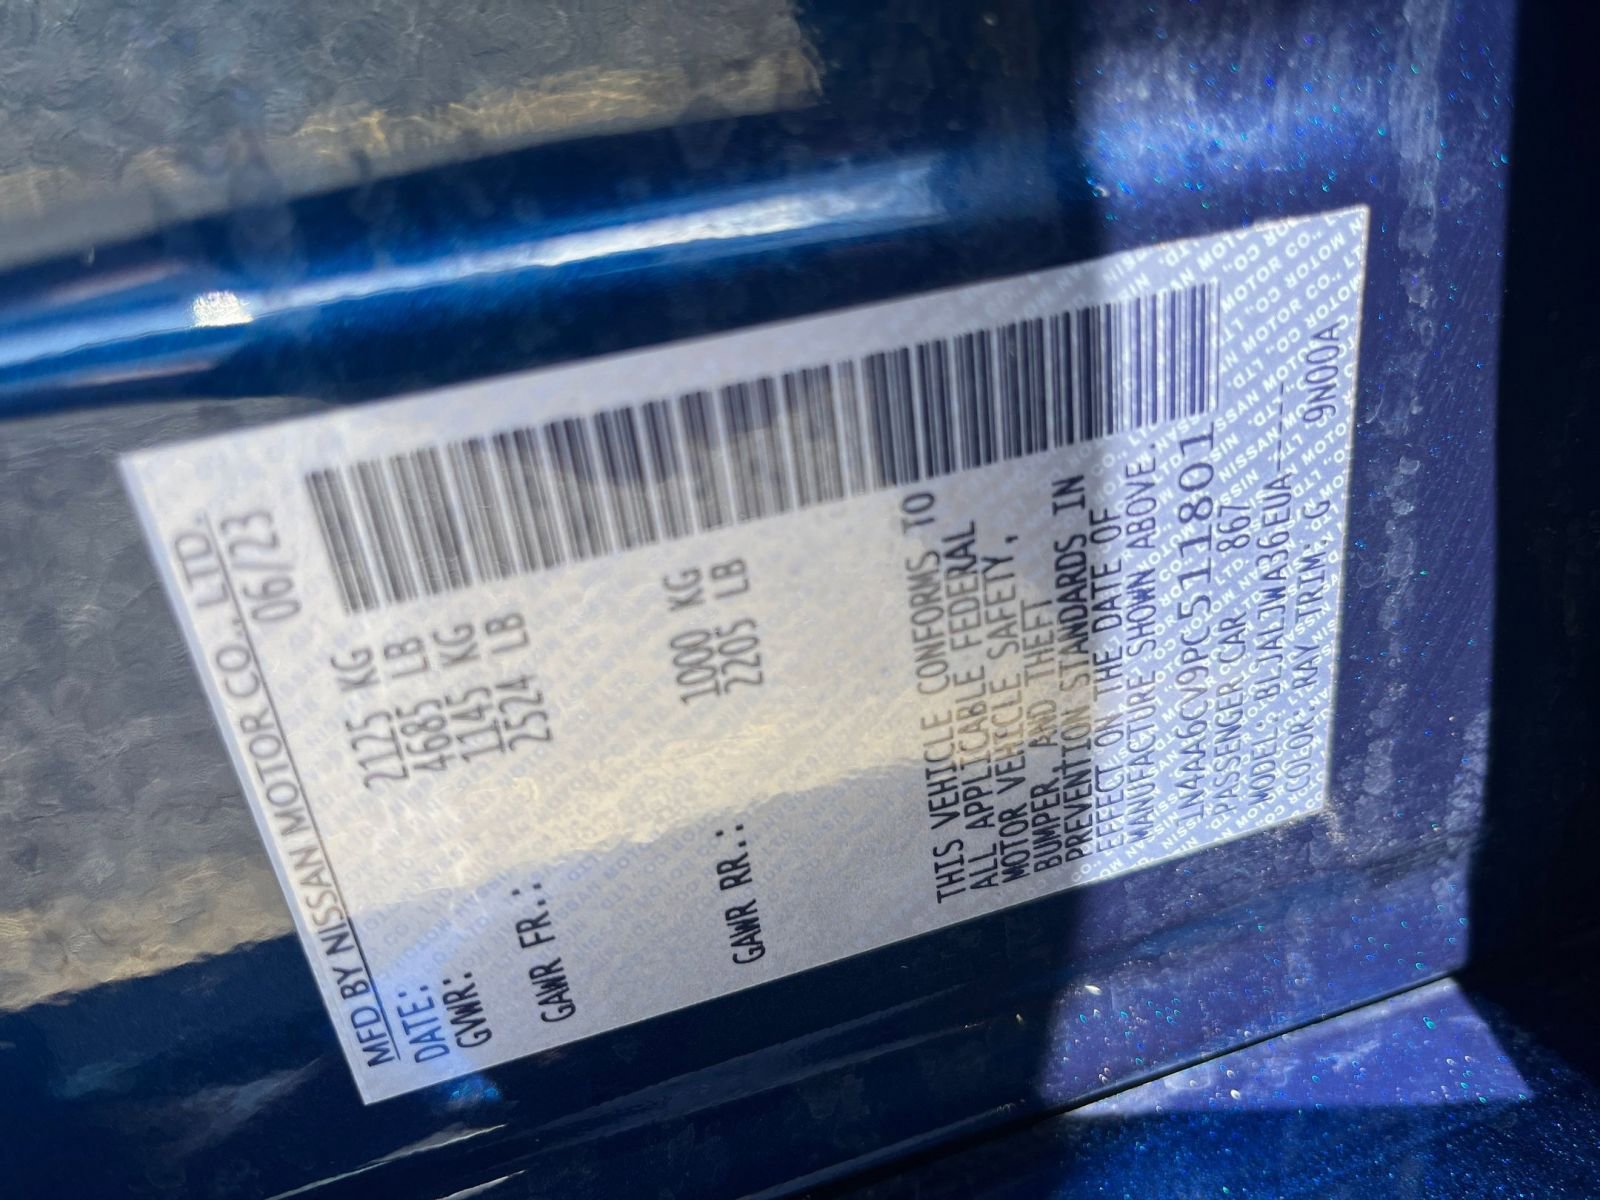 MFD BY NISSAN MOTOR CO., LTD.
DATE: 06/23
GVWR: 2125 KG
4685 LB
GAWR FR.: 1145 KG
2524 LB
GAWR RR.: 1000 KG
2205 LB
THIS VEHICLE CONFORMS TO
ALL APPLICABLE FEDERAL
MOTOR VEHICLE SAFETY,
BUMPER, AND THEFT
PREVENTION STANDARDS IN
EFFECT ON THE DATE OF
MANUFACTURE SHOWN ABOVE.
1N4AA6CV9PC511801
PASSENGER CAR 867
MODEL: BLJALJWA36EUA-----
COLOR RAY TRIM: G 9N00A